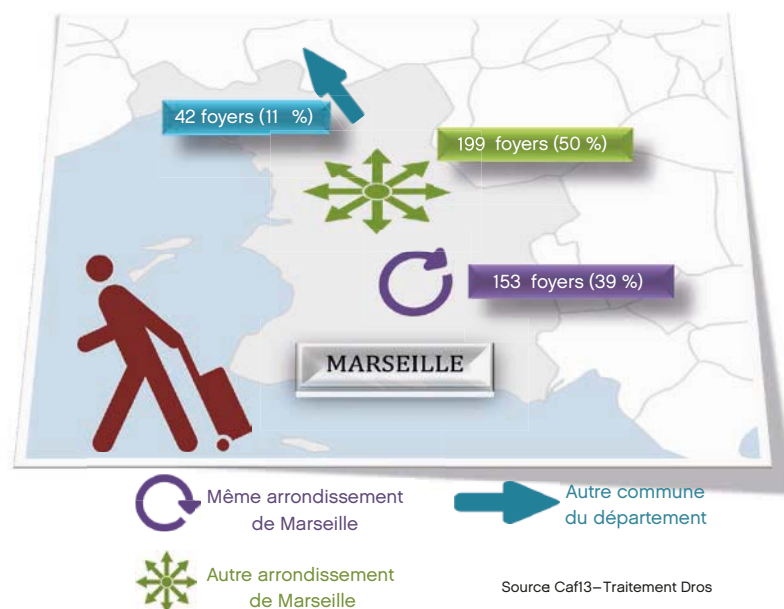 42 foyers (11 %)
199 foyers (50 %)
153 foyers (39 %)
MARSEILLE
Même arrondissement
de Marseille
Autre commune
du département
Autre arrondissement
de Marseille
Source Caf13–Traitement Dros